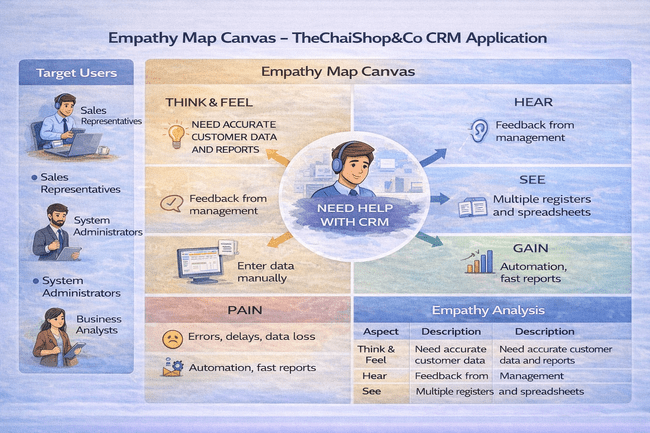 Empathy Map Canvas – TheChaiShop&Co CRM Application
Target Users
Sales
Representatives
Sales
Representatives
System
Administrators
System
Administrators
Business
Analysts
Empathy Map Canvas
THINK & FEEL
NEED ACCURATE
CUSTOMER DATA
AND REPORTS
Feedback from
management
Enter data
manually
NEED HELP
WITH CRM
HEAR
Feedback from
management
SEE
Multiple registers
and spreadsheets
GAIN
Automation,
fast reports
PAIN
Errors, delays, data loss
Automation, fast reports
Empathy Analysis
Aspect Description Description
Think & Feel Need accurate customer data Need accurate customer data and reports
Hear Feedback from Management
See Multiple registers and spreadsheets